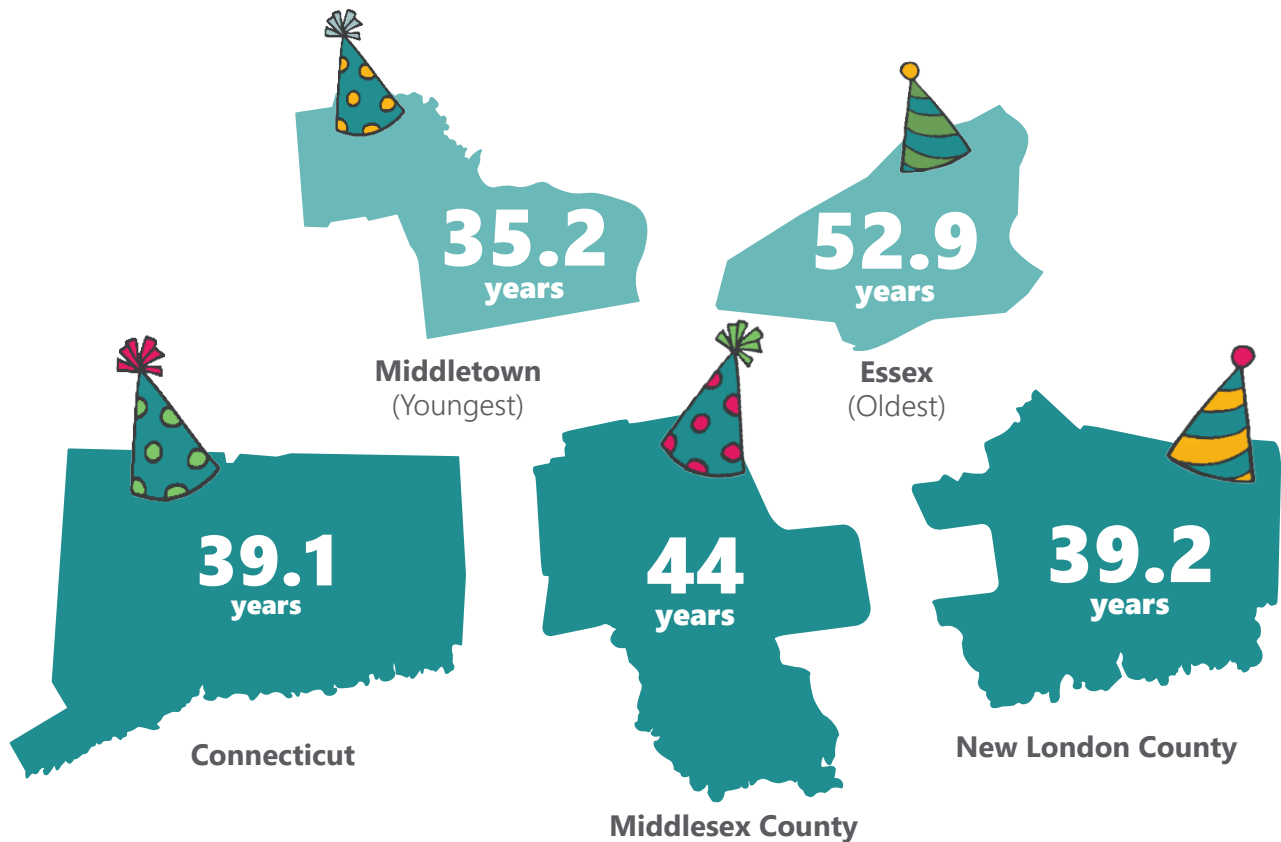 35.2
years
Middletown
(Youngest)
52.9
years
Essex
(Oldest)
39.1
years
Connecticut
44
years
Middlesex County
39.2
years
New London County